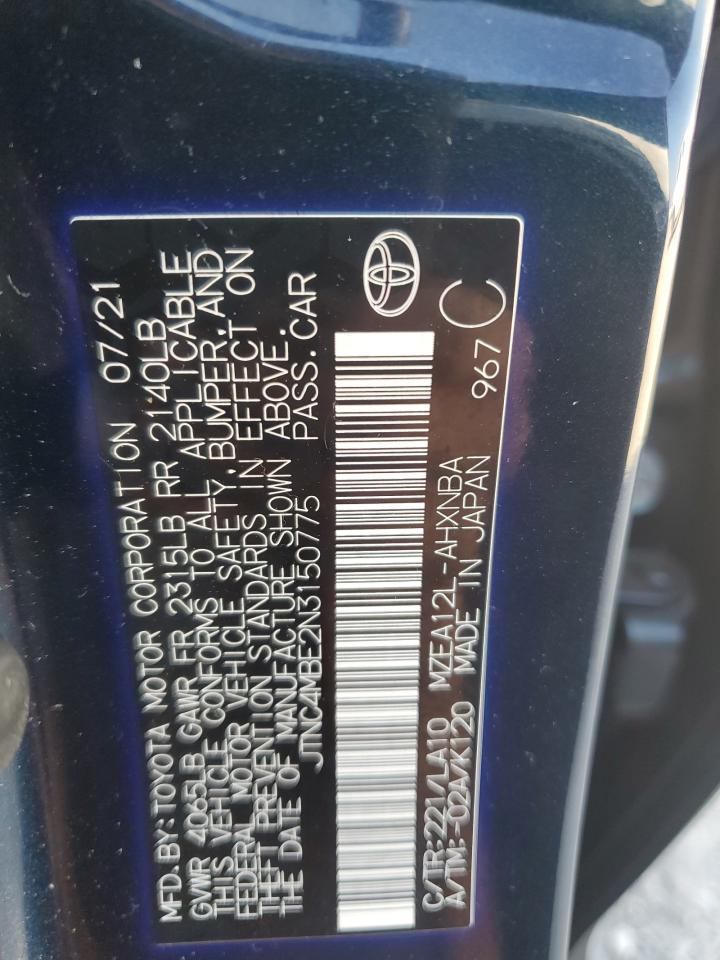 MFD.BY:TOYOTA MOTOR CORPORATION 07/21
GVWR 4065LB GAWR FR 2315LB RR 2140LB
THIS VEHICLE CONFORMS TO ALL APPLICABLE
FEDERAL MOTOR VEHICLE SAFETY,BUMPER,AND
THEFT PREVENTION STANDARDS IN EFFECT ON
THE DATE OF MANUFACTURE SHOWN ABOVE.
JTNC4MBE2N3150775 PASS.CAR
C/TR:221/LA10 MZEA12L-AHXNBA
A/TM:-02A/K120 MADE IN JAPAN 967 C